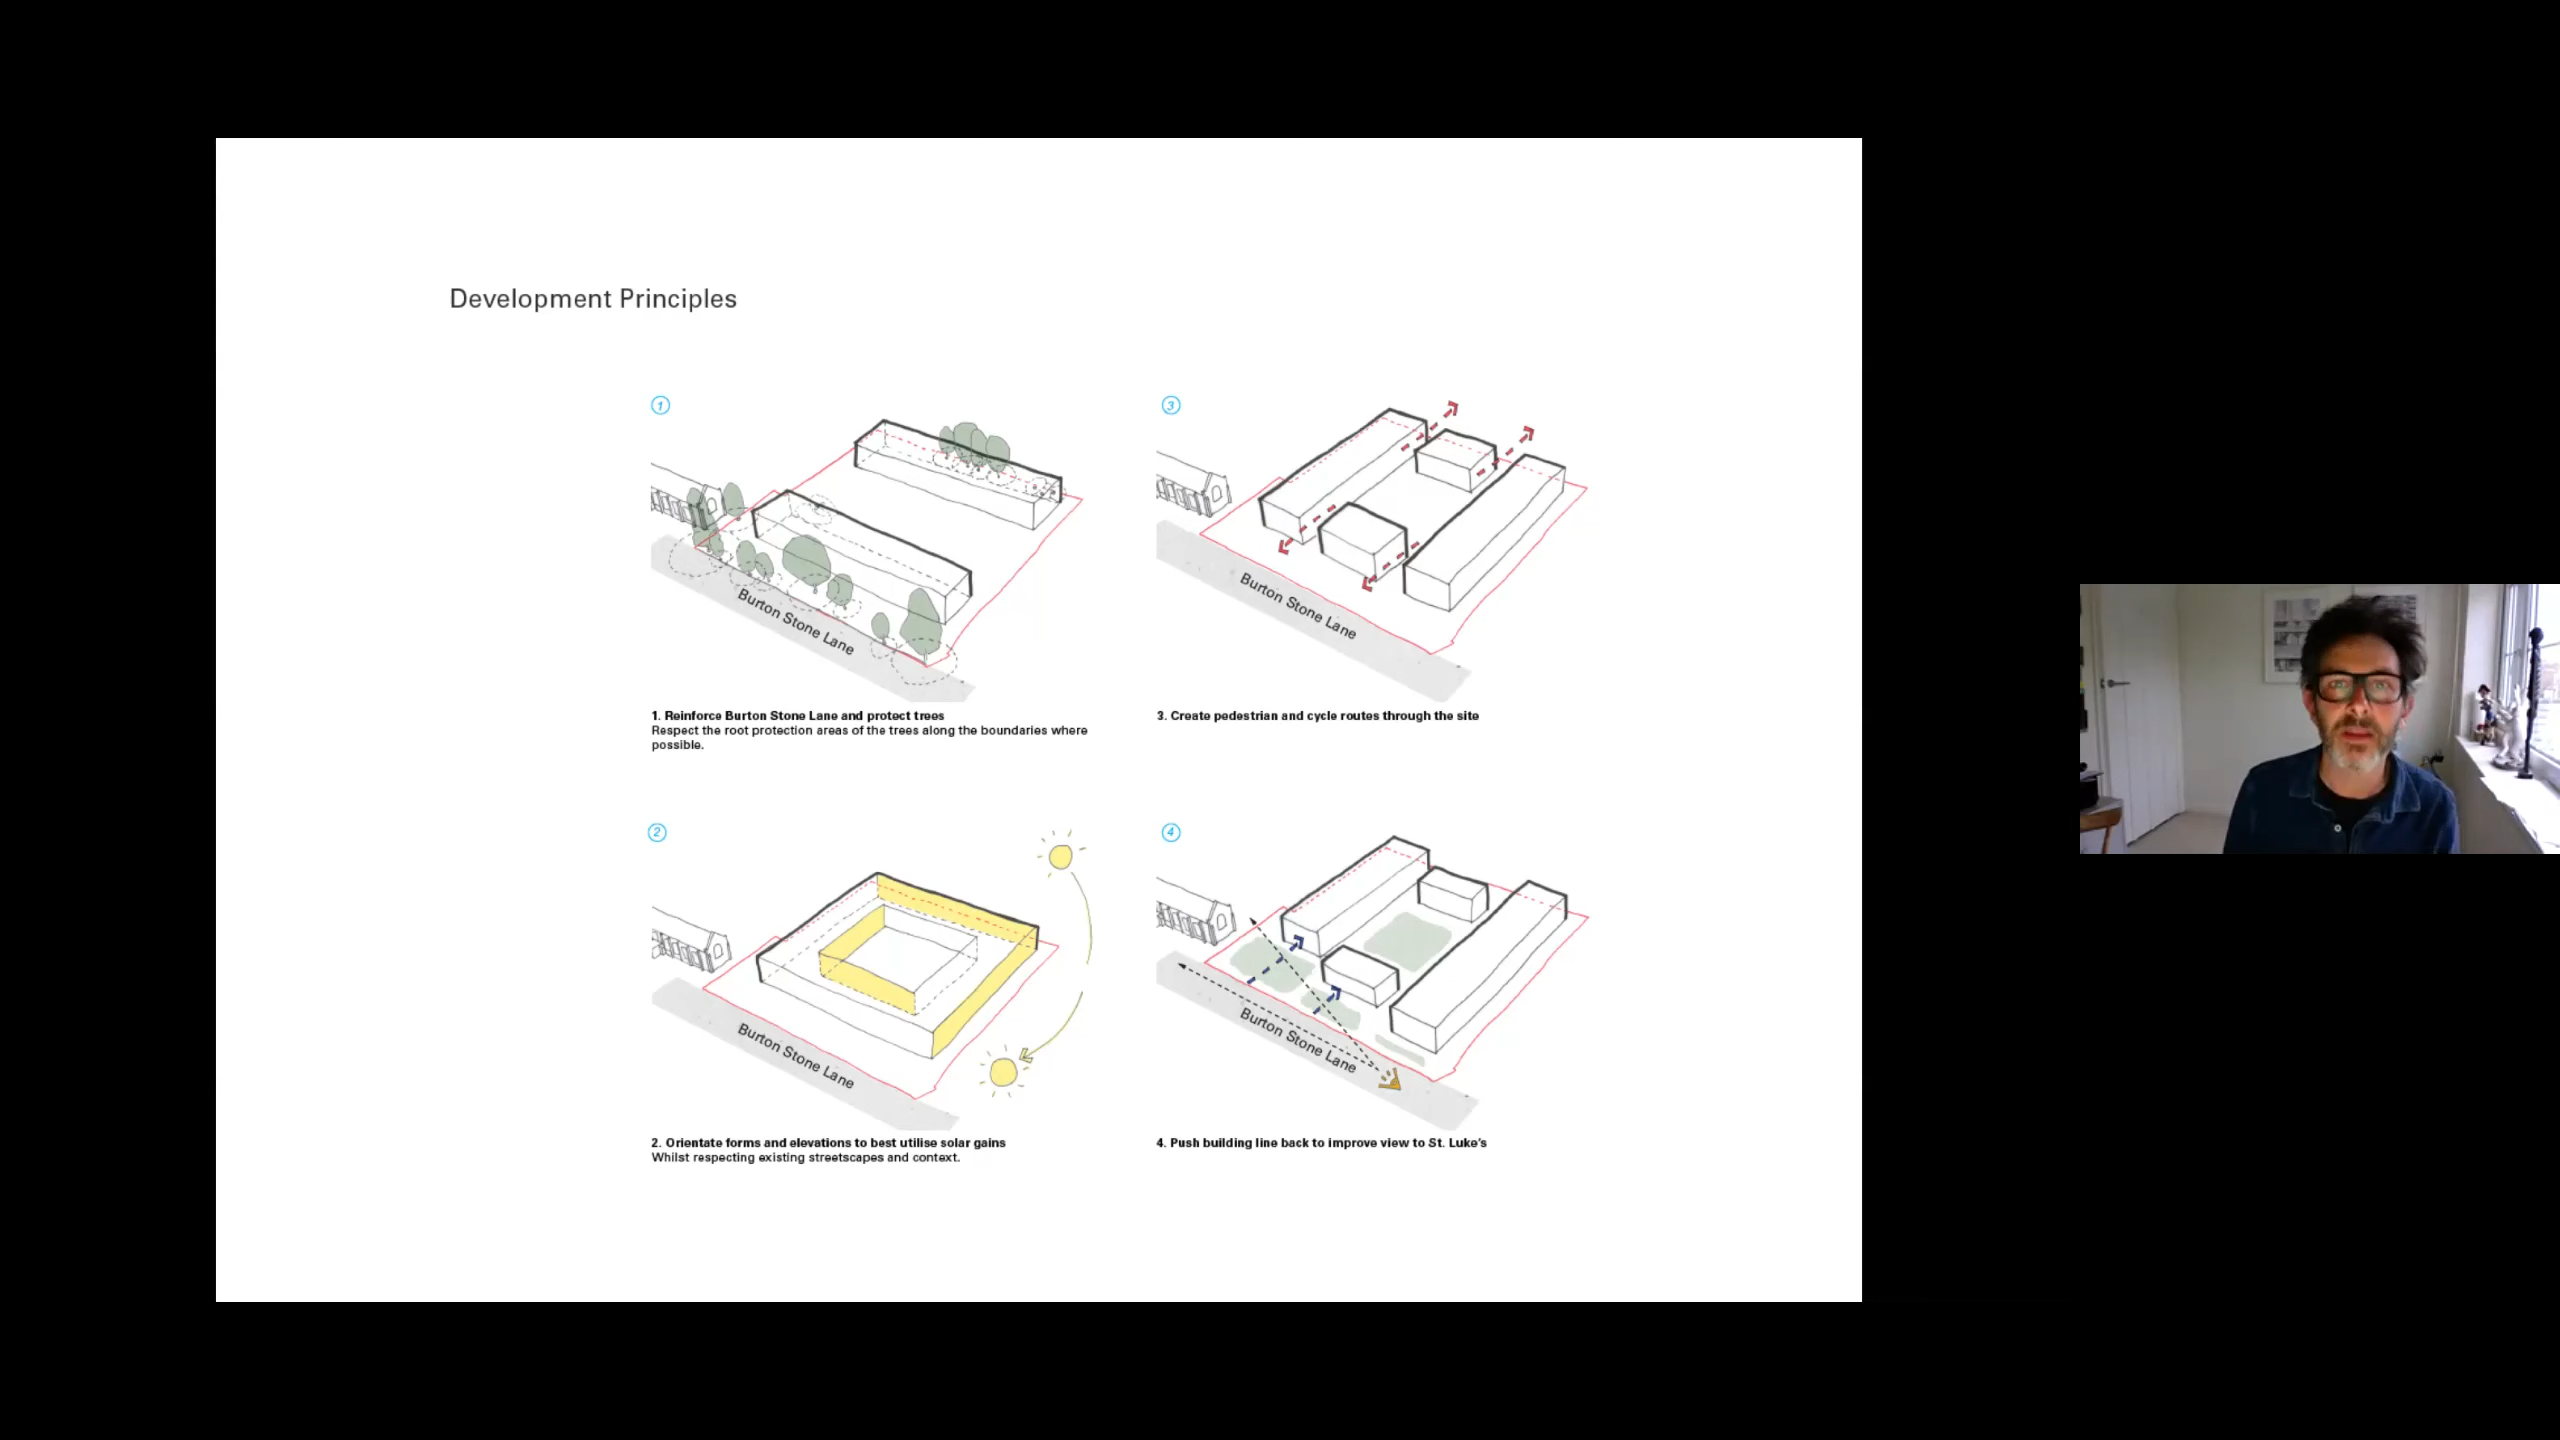 Development Principles
1
Burton Stone Lane
1. Reinforce Burton Stone Lane and protect trees
Respect the root protection areas of the trees along the boundaries where
possible.
2
Burton Stone Lane
2. Orientate forms and elevations to best utilise solar gains
Whilst respecting existing streetscapes and context.
3
Burton Stone Lane
3. Create pedestrian and cycle routes through the site
4
Burton Stone Lane
4. Push building line back to improve view to St. Luke's